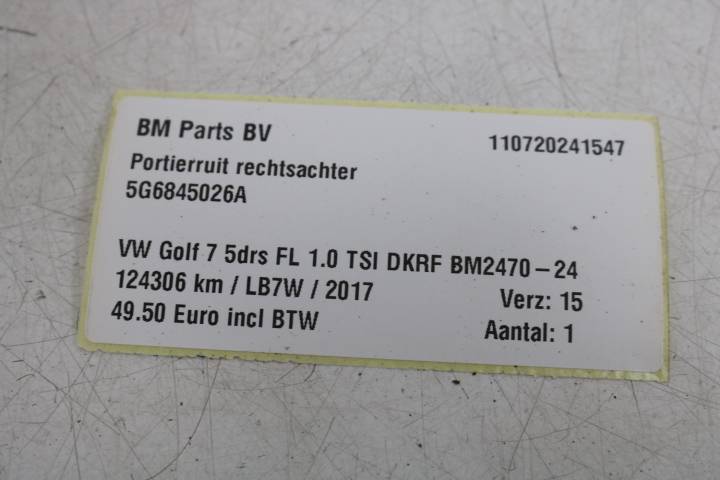 BM Parts BV 110720241547
Portierruit rechtsachter
5G6845026A
VW Golf 7 5drs FL 1.0 TSI DKRF BM2470-24
124306 km / LB7W / 2017 Verz: 15
49.50 Euro incl BTW Aantal: 1